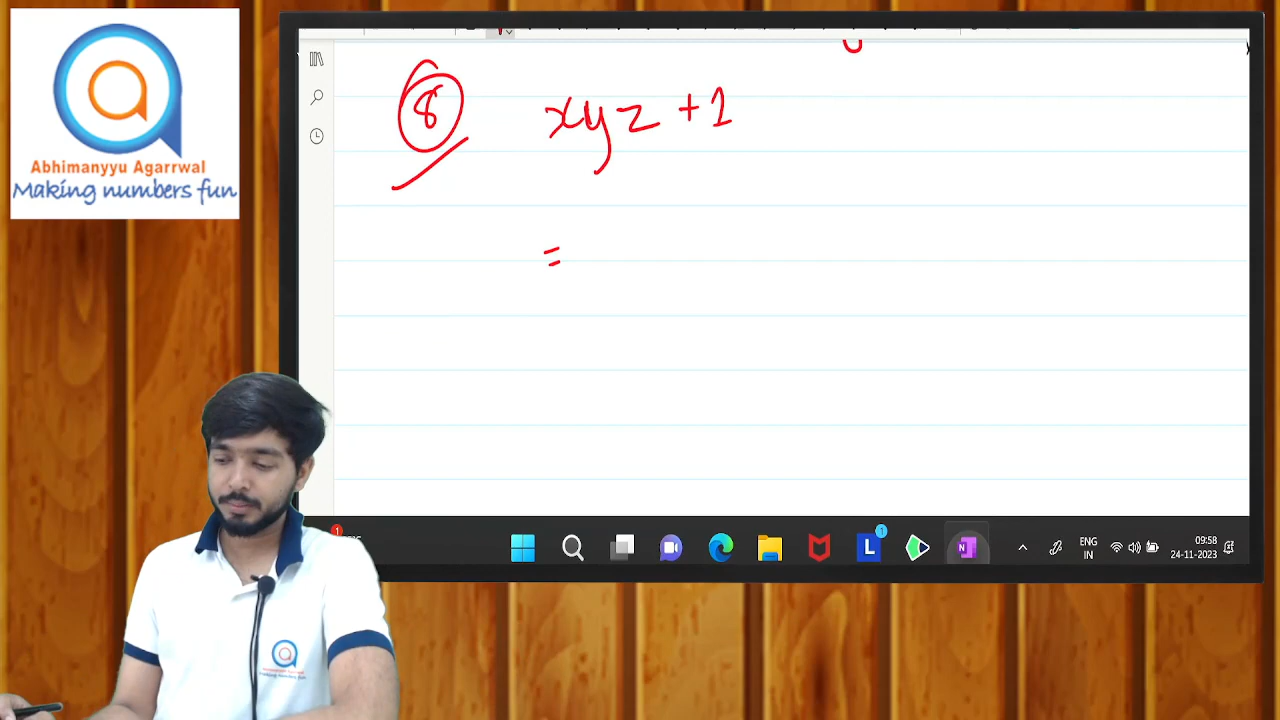 Abhimanyyu Agarrwal
Making numbers fun
8 xyz + 1
=
ENG
IN
09:58
24-11-2023